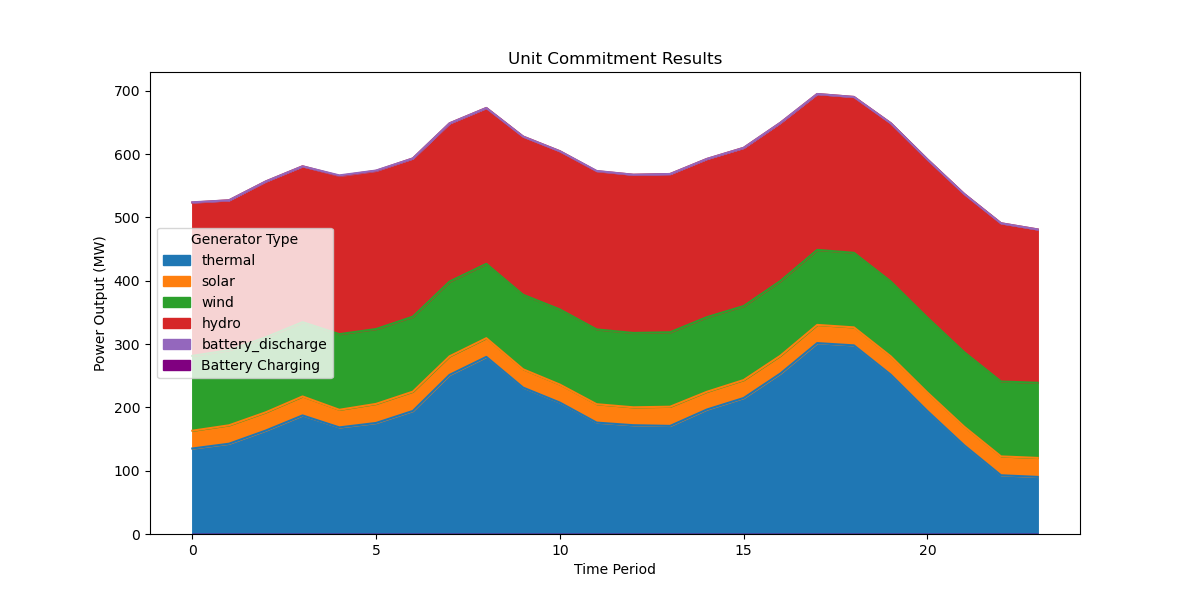 Unit Commitment Results
700
600
500
400
300
200
100
0
Power Output (MW)
Generator Type
thermal
solar
wind
hydro
battery_discharge
Battery Charging
0 5 10 15 20
Time Period